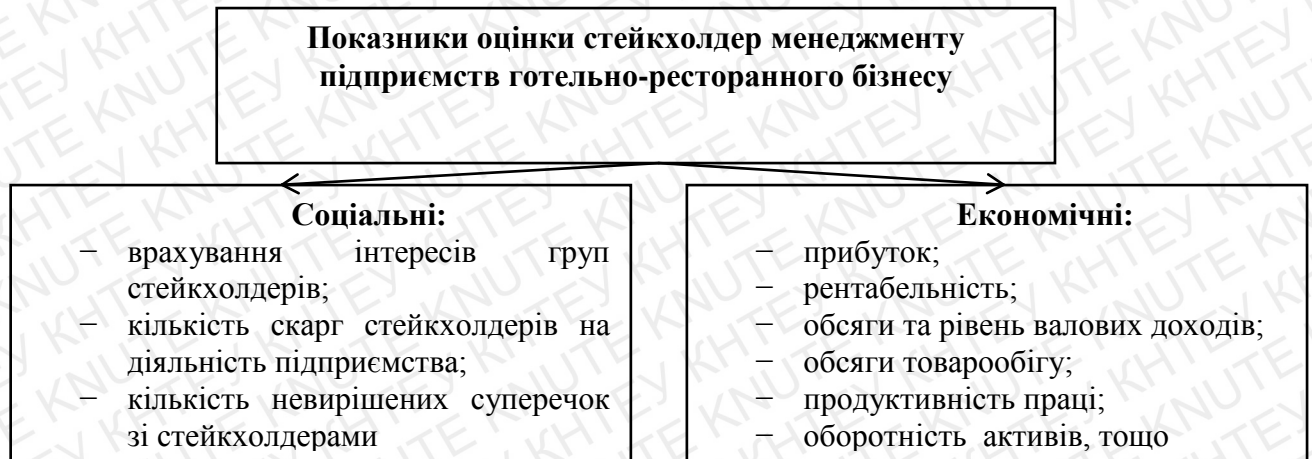 Показники оцінки стейкхолдер менеджменту
підприємств готельно-ресторанного бізнесу
Соціальні:
− врахування інтересів груп
стейкхолдерів;
− кількість скарг стейкхолдерів на
діяльність підприємства;
− кількість невирішених суперечок
зі стейкхолдерами
Економічні:
− прибуток;
− рентабельність;
− обсяги та рівень валових доходів;
− обсяги товарообігу;
− продуктивність праці;
− оборотність активів, тощо